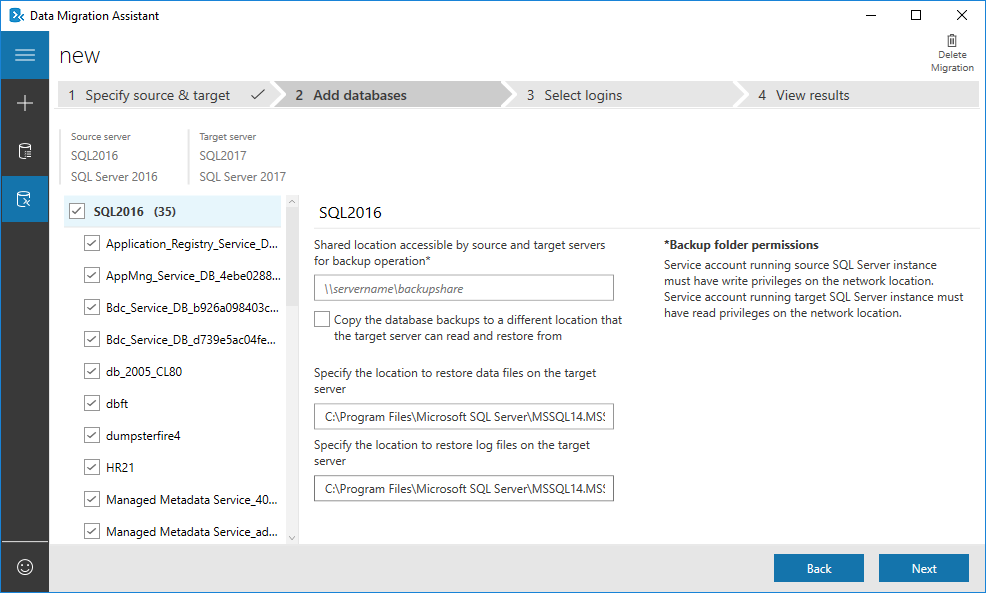 Data Migration Assistant
new
Delete
Migration
1 Specify source & target
2 Add databases
3 Select logins
4 View results
Source server
SQL2016
SQL Server 2016
Target server
SQL2017
SQL Server 2017
SQL2016 (35)
Application_Registry_Service_D...
AppMng_Service_DB_4ebe0288...
Bdc_Service_DB_b926a098403c...
Bdc_Service_DB_d739e5ac04fe...
db_2005_CL80
dbft
dumpsterfire4
HR21
Managed Metadata Service_40...
Managed Metadata Service_ad...
SQL2016
Shared location accessible by source and target servers
for backup operation*
\\servername\backupshare
Copy the database backups to a different location that
the target server can read and restore from
Specify the location to restore data files on the target
server
C:\Program Files\Microsoft SQL Server\MSSQL14.MSS
Specify the location to restore log files on the target
server
C:\Program Files\Microsoft SQL Server\MSSQL14.MSS
*Backup folder permissions
Service account running source SQL Server instance
must have write privileges on the network location.
Service account running target SQL Server instance must
have read privileges on the network location.
Back
Next